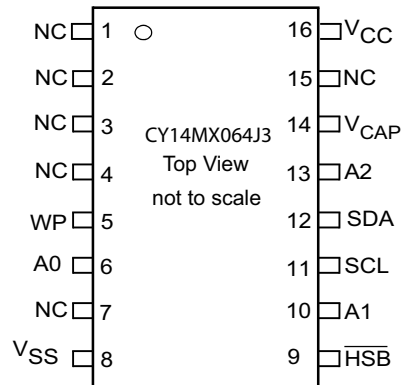 NC 1 16 VCC
NC 2 15 NC
NC 3 14 VCAP
CY14MX064J3
NC 4 Top View 13 A2
not to scale
WP 5 12 SDA
A0 6 11 SCL
NC 7 10 A1
VSS 8 9 HSB